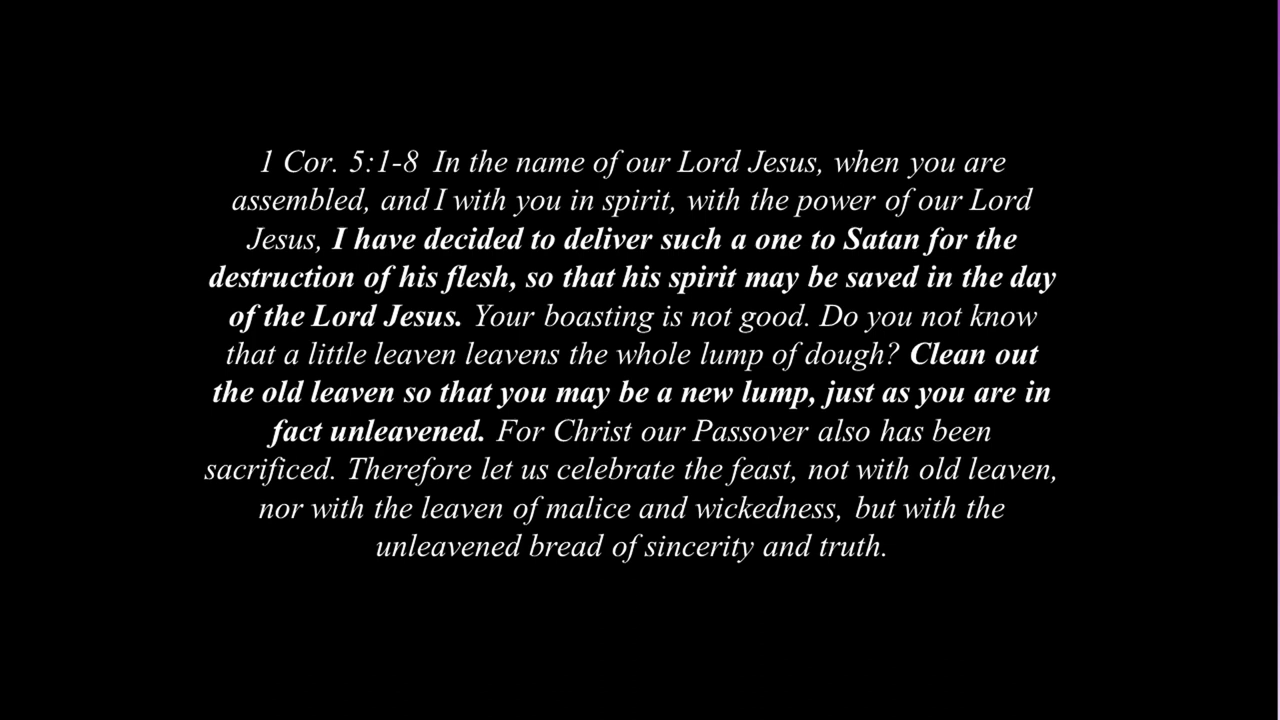 1 Cor. 5:1-8 In the name of our Lord Jesus, when you are
assembled, and I with you in spirit, with the power of our Lord
Jesus, I have decided to deliver such a one to Satan for the
destruction of his flesh, so that his spirit may be saved in the day
of the Lord Jesus. Your boasting is not good. Do you not know
that a little leaven leavens the whole lump of dough? Clean out
the old leaven so that you may be a new lump, just as you are in
fact unleavened. For Christ our Passover also has been
sacrificed. Therefore let us celebrate the feast, not with old leaven,
nor with the leaven of malice and wickedness, but with the
unleavened bread of sincerity and truth.